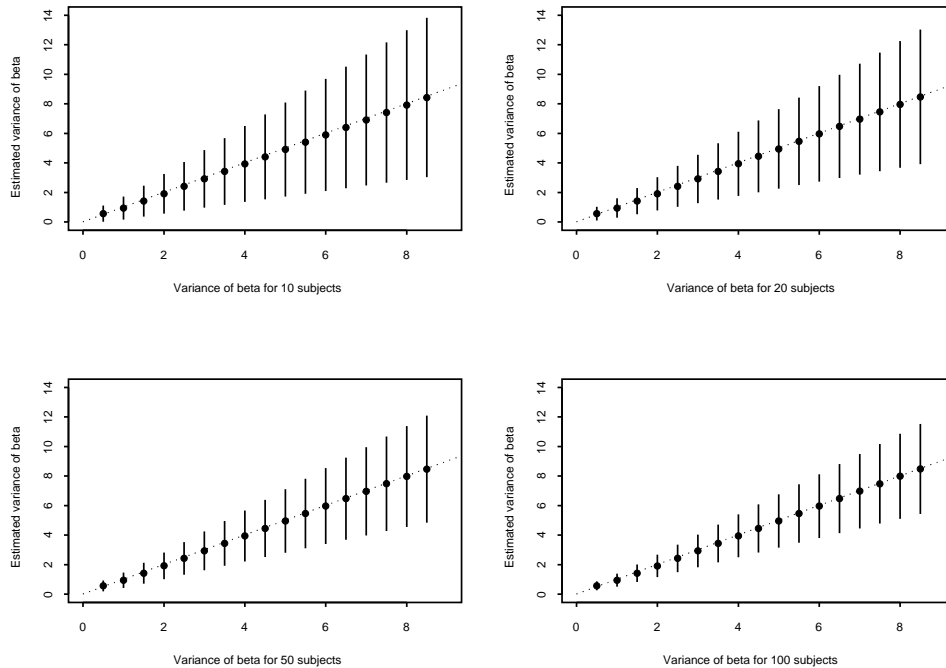 Estimated variance of beta
14
12
10
8
6
4
2
0
0 2 4 6 8
Variance of beta for 10 subjects
Estimated variance of beta
14
12
10
8
6
4
2
0
0 2 4 6 8
Variance of beta for 20 subjects
Estimated variance of beta
14
12
10
8
6
4
2
0
0 2 4 6 8
Variance of beta for 50 subjects
Estimated variance of beta
14
12
10
8
6
4
2
0
0 2 4 6 8
Variance of beta for 100 subjects